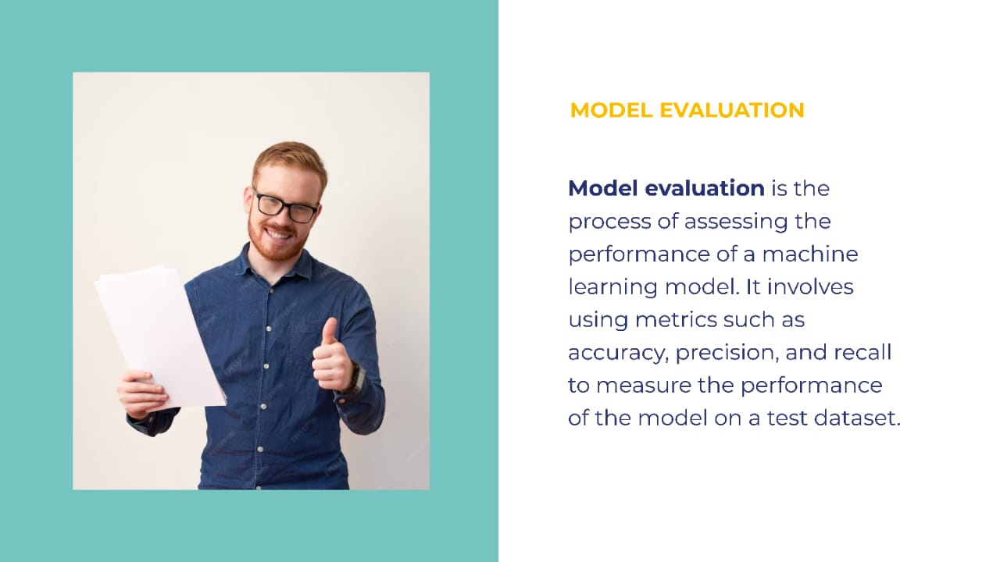 MODEL EVALUATION
Model evaluation is the
process of assessing the
performance of a machine
learning model. It involves
using metrics such as
accuracy, precision, and recall
to measure the performance
of the model on a test dataset.